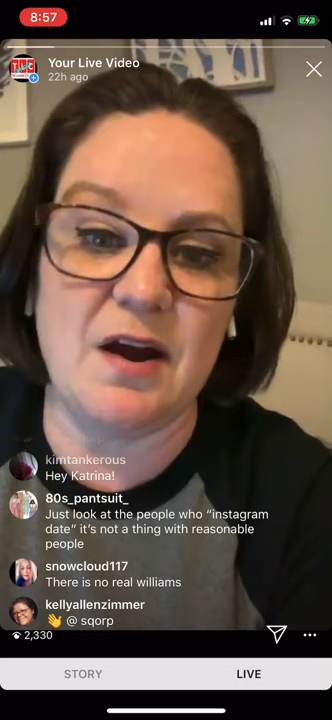 8:57
Your Live Video
22h ago
TLC
kimtankerous
Hey Katrina!
80s_pantsuit_
Just look at the people who “instagram
date” it’s not a thing with reasonable
people
snowcloud117
There is no real williams
kellyallenzimmer
👋 @ sqorp
2,330
STORY
LIVE